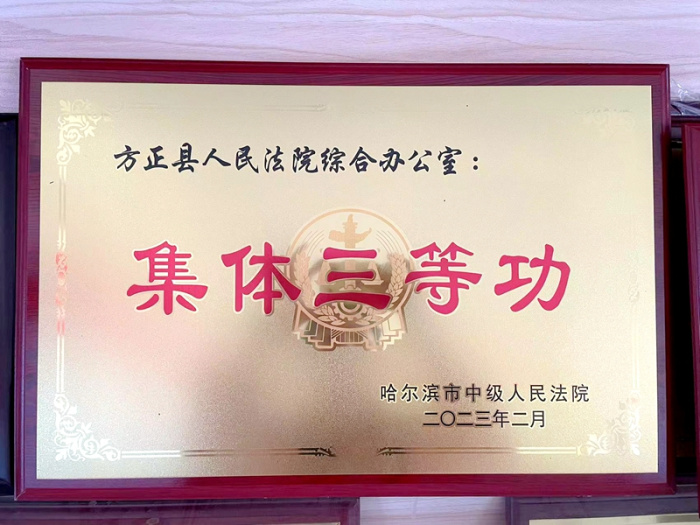 方正县人民法院综合办公室：
集体三等功
哈尔滨市中级人民法院
二〇二三年二月